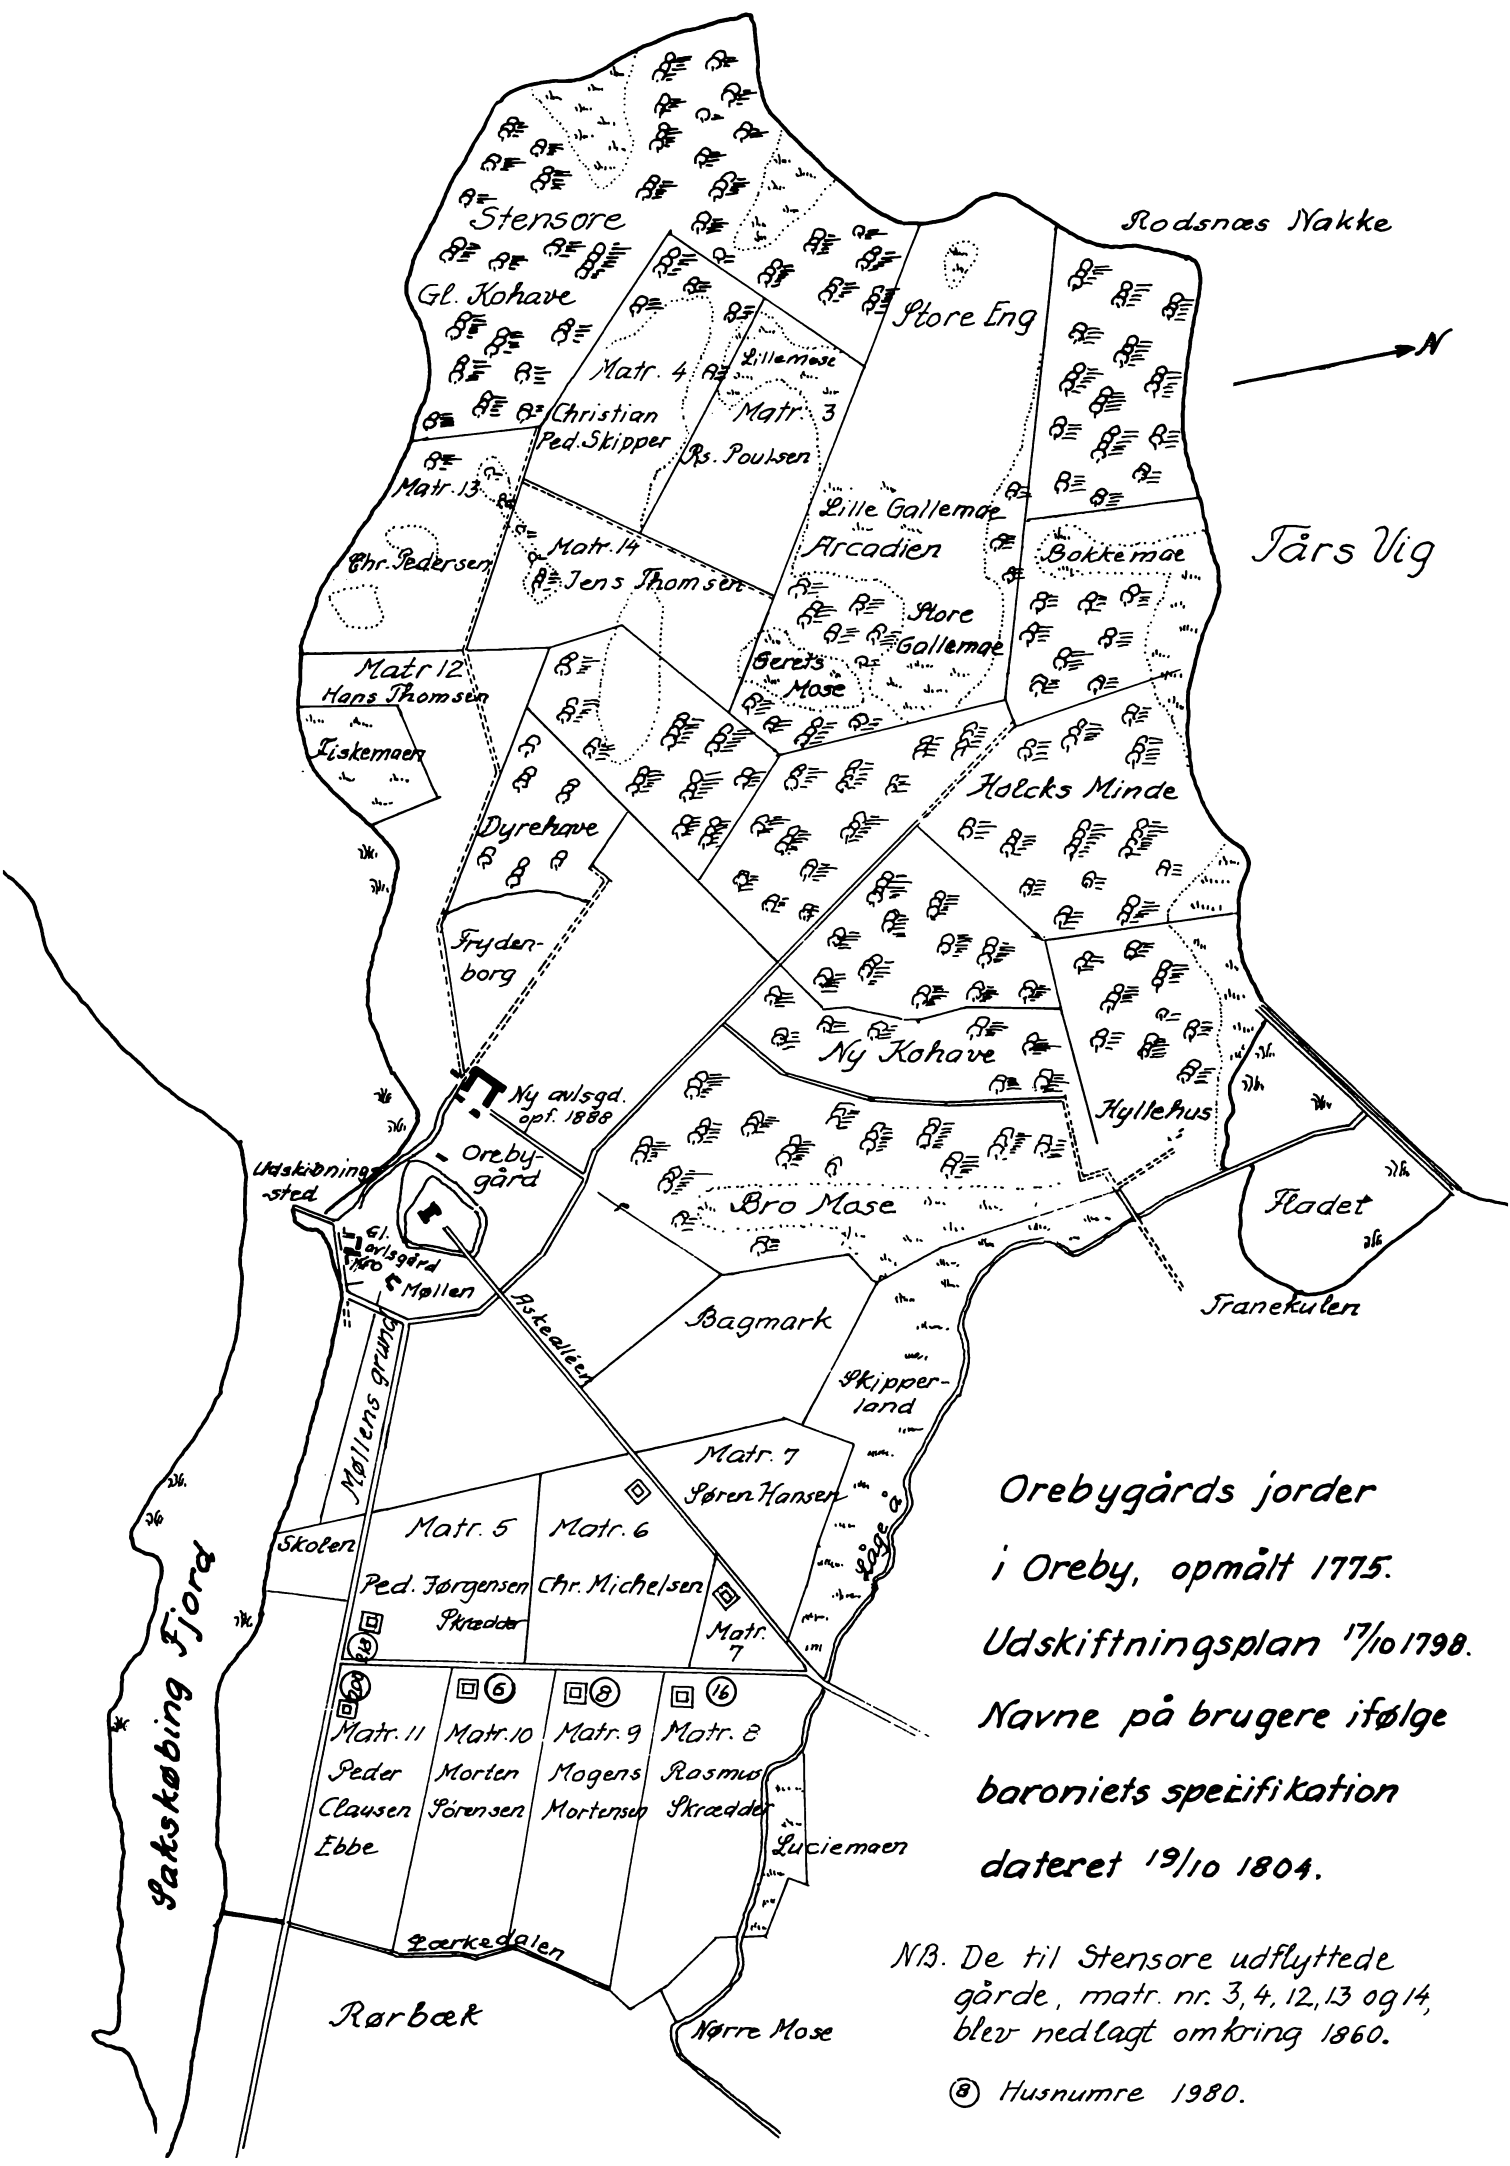 Rodsnæs Nakke
Stensore
Gl. Kohave
Store Eng
N
Matr. 4
Christian
Ped. Skipper
Lillemose
Matr. 3
Rs. Poulsen
Matr. 13
Chr. Pedersen
Matr. 14
Jens Thomsen
Lille Gallemae
Arcadien
Bokkemae
Tårs Vig
Store
Gallemae
Gerets
Mose
Matr 12
Hans Thomsen
Fiskemaen
Dyrehave
Holcks Minde
Fryden-
borg
Ny Kohave
Ny avlsgd.
opf. 1888
Hyllehus
Oreby-
gård
Udskibnings
-sted
Bro Mose
Fladet
Gl.
avlsgård
Møllen
Tranekulen
Askealléen
Bagmark
Møllens grund
Skipper-
land
Matr. 7
Søren Hansen
Låge å
Skolen
Matr. 5
Ped. Jørgensen
Skrædder
Matr. 6
Chr. Michelsen
Matr.
7
218
209
6
8
16
Matr. 11
Peder
Clausen
Ebbe
Matr. 10
Morten
Sörensen
Matr. 9
Mogens
Mortensen
Matr. 8
Rasmus
Skrædder
Luciemaen
Lærkedalen
Rørbæk
Nørre Mose
Sakskøbing Fjord
Orebygårds jorder
i Oreby, opmålt 1775.
Udskiftningsplan 17/10 1798.
Navne på brugere ifølge
baroniets specifikation
dateret 19/10 1804.
NB. De til Stensore udflyttede
gårde, matr. nr. 3, 4, 12, 13 og 14,
blev nedlagt omkring 1860.
8 Husnumre 1980.